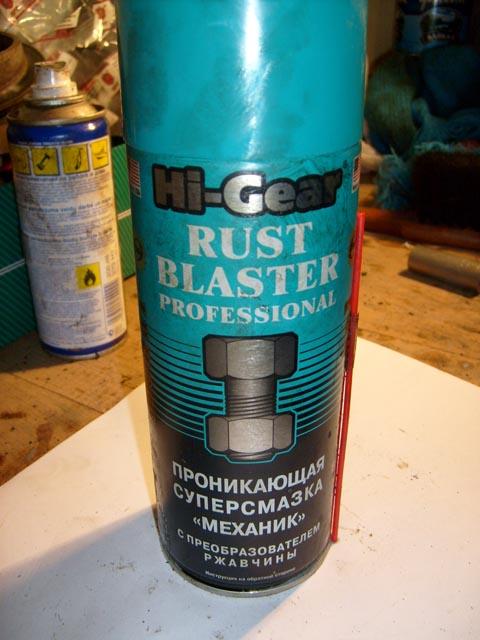 Hi-Gear
RUST
BLASTER
PROFESSIONAL
ПРОНИКАЮЩАЯ
СУПЕРСМАЗКА
«МЕХАНИК»
С ПРЕОБРАЗОВАТЕЛЕМ
РЖАВЧИНЫ
Инструкция на обратной стороне